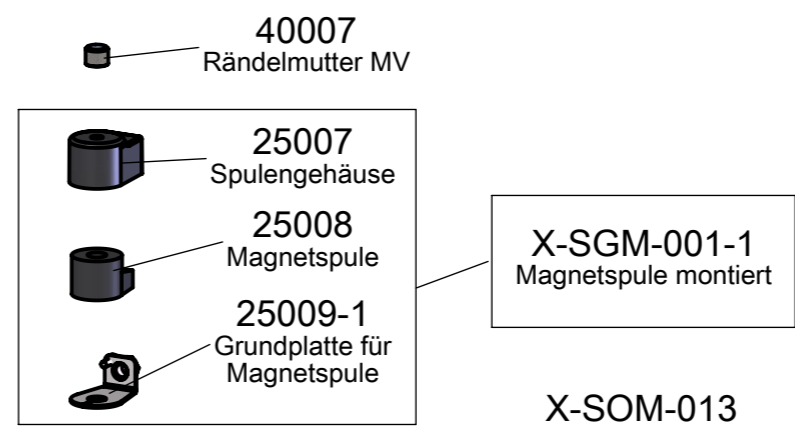 40007
Rändelmutter MV
25007
Spulengehäuse
25008
Magnetspule
25009-1
Grundplatte für
Magnetspule
X-SGM-001-1
Magnetspule montiert
X-SOM-013